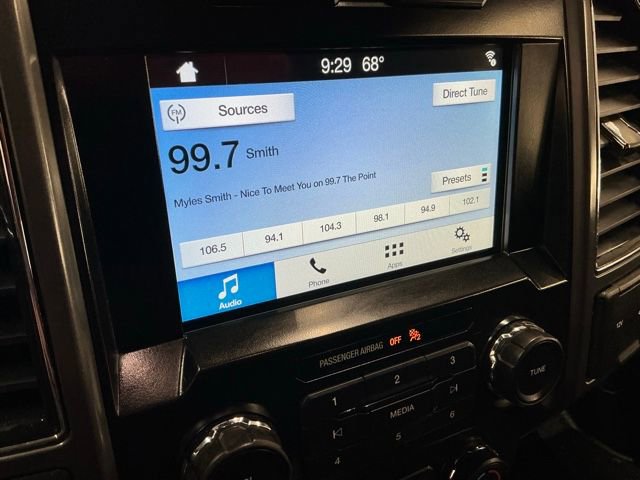 9:29 68°
FM Sources
Direct Tune
99.7 Smith
Myles Smith - Nice To Meet You on 99.7 The Point
Presets
106.5 94.1 104.3 98.1 94.9 102.1
Audio Phone Apps Settings
PASSENGER AIRBAG OFF
1 2 3
MEDIA
4 5 6
TUNE
12V